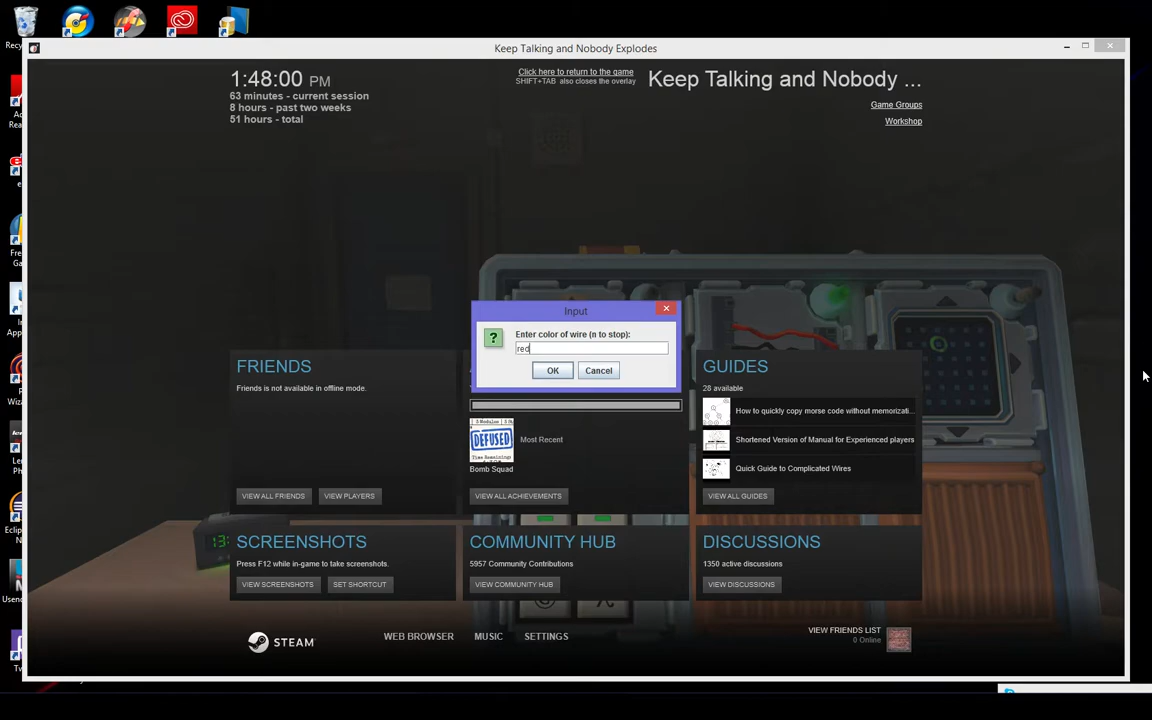 Keep Talking and Nobody Explodes
1:48:00 PM
63 minutes - current session
8 hours - past two weeks
51 hours - total
Click here to return to the game
SHIFT+TAB also closes the overlay
Keep Talking and Nobody ...
Game Groups
Workshop
Input
Enter color of wire (n to stop):
red
OK
Cancel
FRIENDS
Friends is not available in offline mode.
VIEW ALL FRIENDS
VIEW PLAYERS
DEFUSED
Most Recent
Bomb Squad
VIEW ALL ACHIEVEMENTS
GUIDES
28 available
How to quickly copy morse code without memorizati...
Shortened Version of Manual for Experienced players
Quick Guide to Complicated Wires
VIEW ALL GUIDES
SCREENSHOTS
Press F12 while in-game to take screenshots.
VIEW SCREENSHOTS
SET SHORTCUT
COMMUNITY HUB
5957 Community Contributions
VIEW COMMUNITY HUB
DISCUSSIONS
1350 active discussions
VIEW DISCUSSIONS
STEAM
WEB BROWSER
MUSIC
SETTINGS
VIEW FRIENDS LIST
0 Online